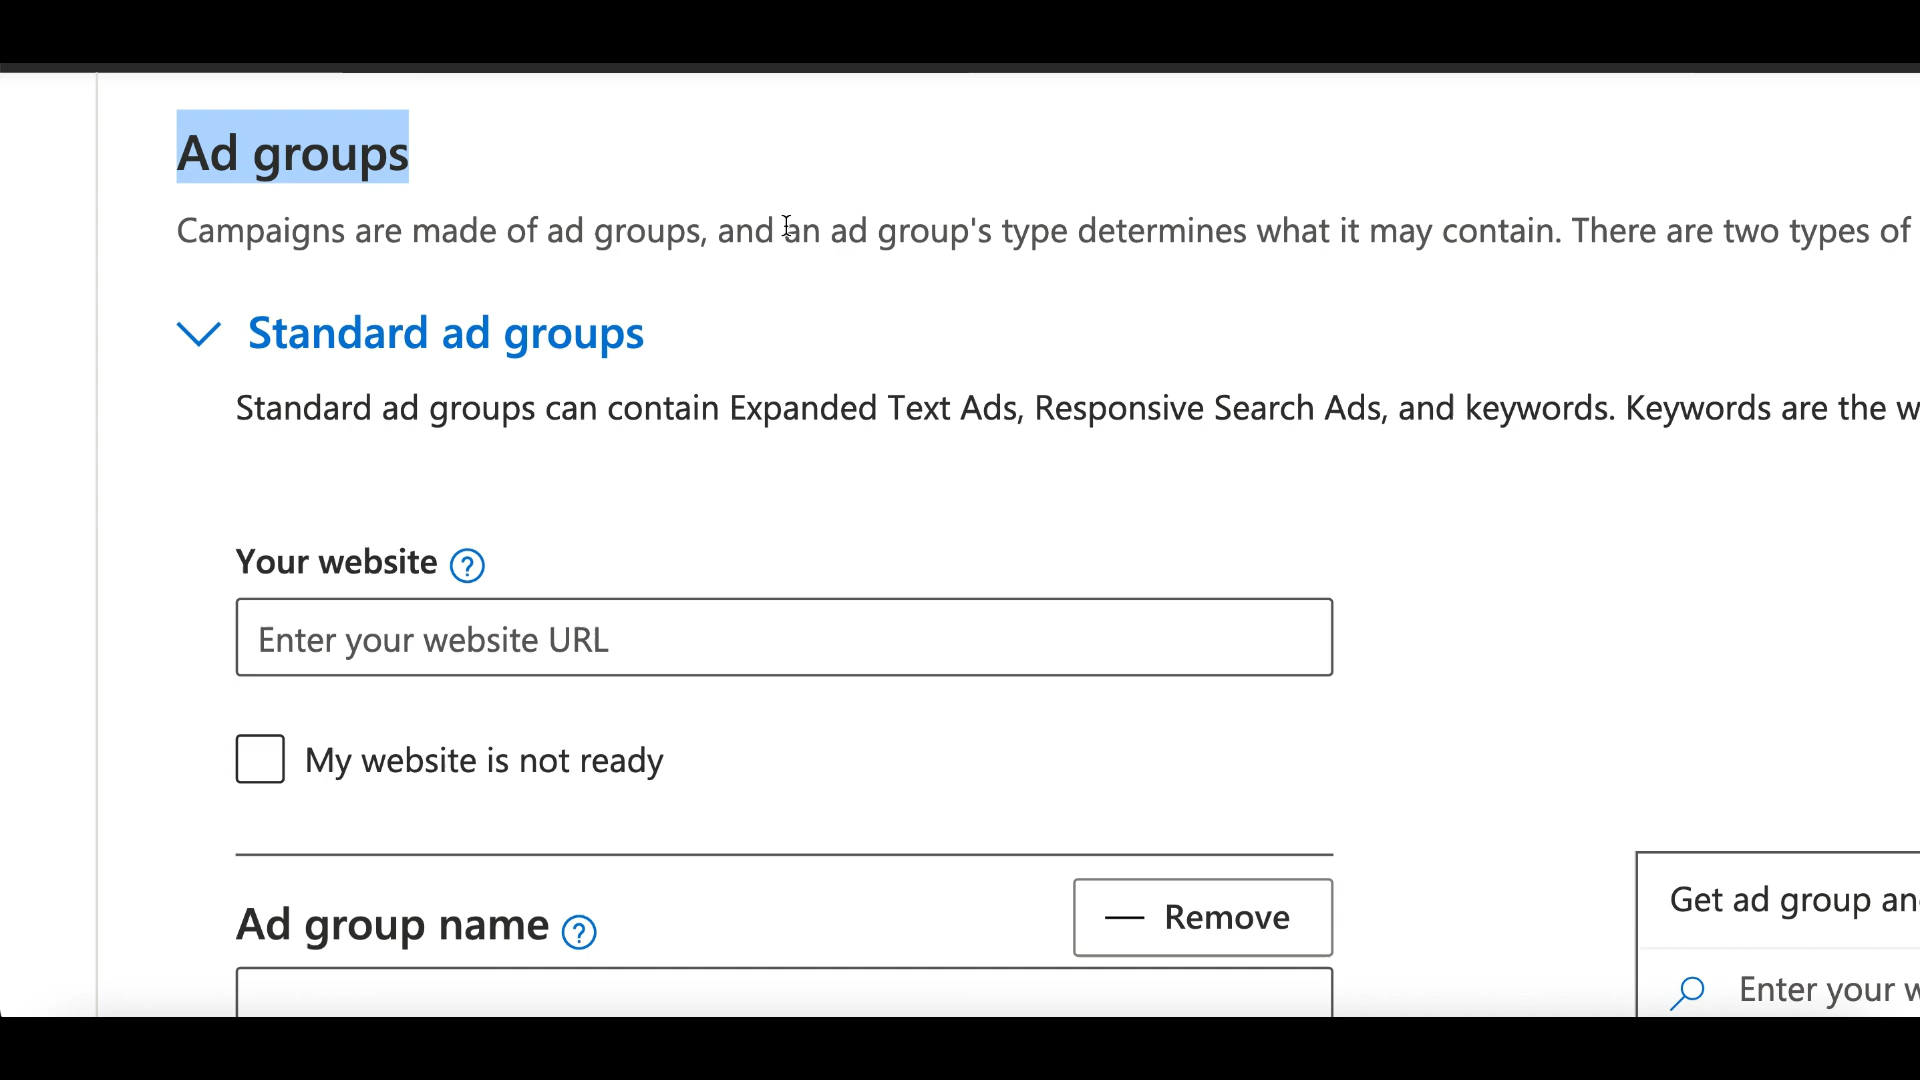 Ad groups
Campaigns are made of ad groups, and an ad group's type determines what it may contain. There are two types of
Standard ad groups
Standard ad groups can contain Expanded Text Ads, Responsive Search Ads, and keywords. Keywords are the w
Your website ?
Enter your website URL
My website is not ready
Ad group name ?
Remove
Get ad group an
Enter your w